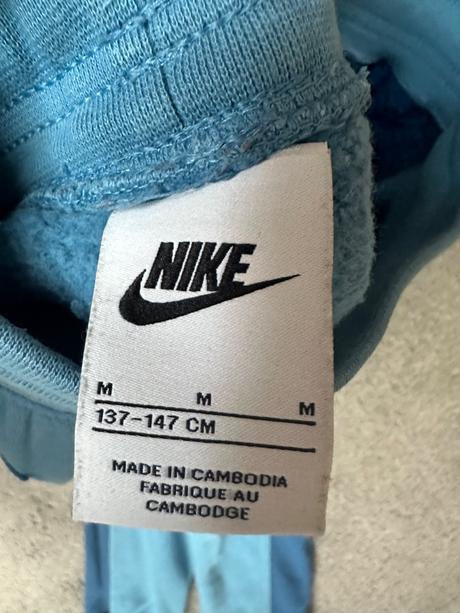 NIKE
M M M
137-147 CM
MADE IN CAMBODIA
FABRIQUE AU
CAMBODGE